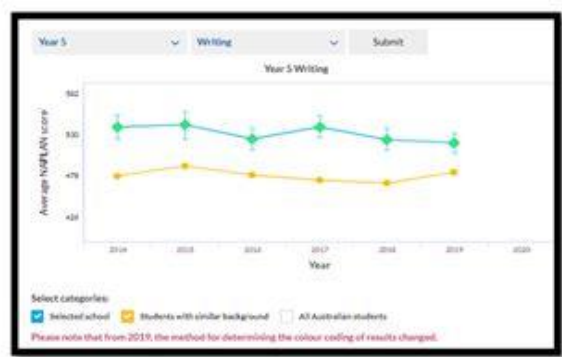 Year 5 Writing Submit
Year 5 Writing
Average NAPLAN score
2014 2015 2016 2017 2018 2019 2020
Year
Select categories:
Selected school Students with similar background All Australian students
Please note that from 2019, the method for determining the colour coding of results changed.